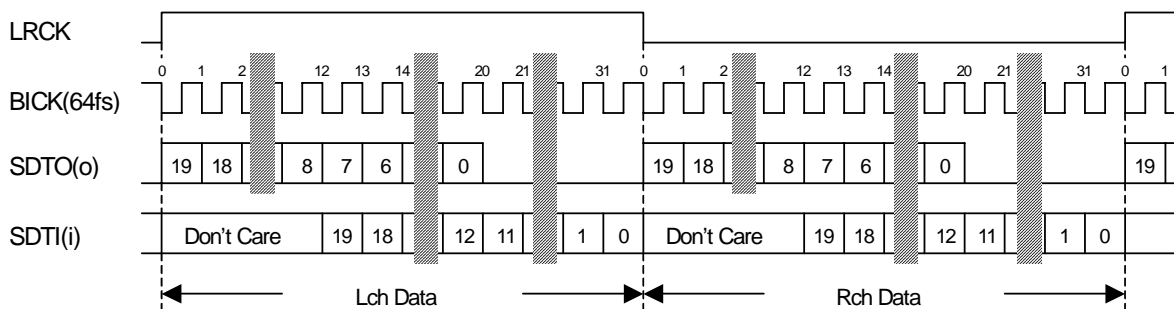 LRCK
0 1 2 12 13 14 20 21 31 0 1 2 12 13 14 20 21 31 0 1
BICK(64fs)
SDTO(o) 19 18 8 7 6 0 19 18 8 7 6 0 19
SDTI(i) Don't Care 19 18 12 11 1 0 Don't Care 19 18 12 11 1 0
Lch Data Rch Data